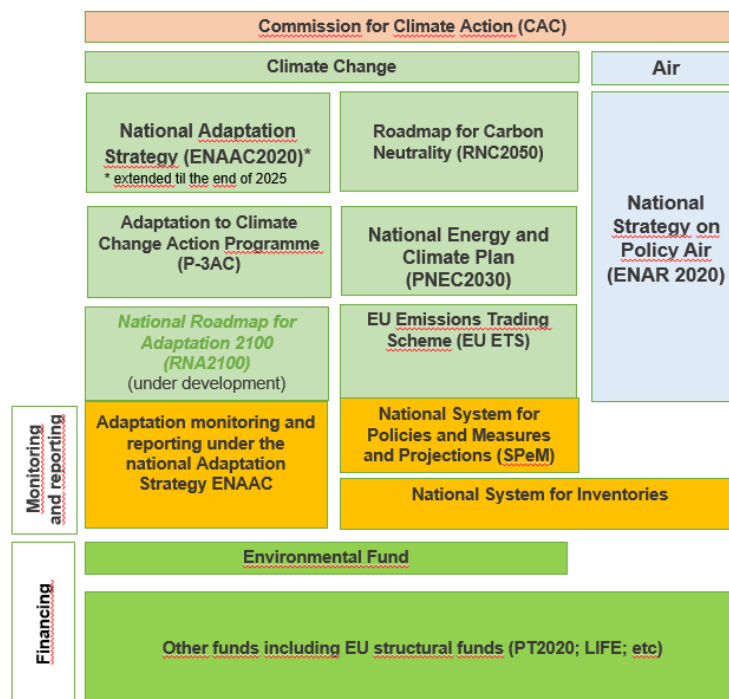 Commission for Climate Action (CAC)
Climate Change
Air
National Adaptation
Strategy (ENAAC2020)*
* extended til the end of 2025
Roadmap for Carbon
Neutrality (RNC2050)
National
Strategy on
Policy Air
(ENAR 2020)
Adaptation to Climate
Change Action Programme
(P-3AC)
National Energy and
Climate Plan
(PNEC2030)
National Roadmap for
Adaptation 2100
(RNA2100)
(under development)
EU Emissions Trading
Scheme (EU ETS)
Monitoring
and reporting
Adaptation monitoring and
reporting under the
national Adaptation
Strategy ENAAC
National System for
Policies and Measures
and Projections (SPeM)
National System for Inventories
Financing
Environmental Fund
Other funds including EU structural funds (PT2020; LIFE; etc)